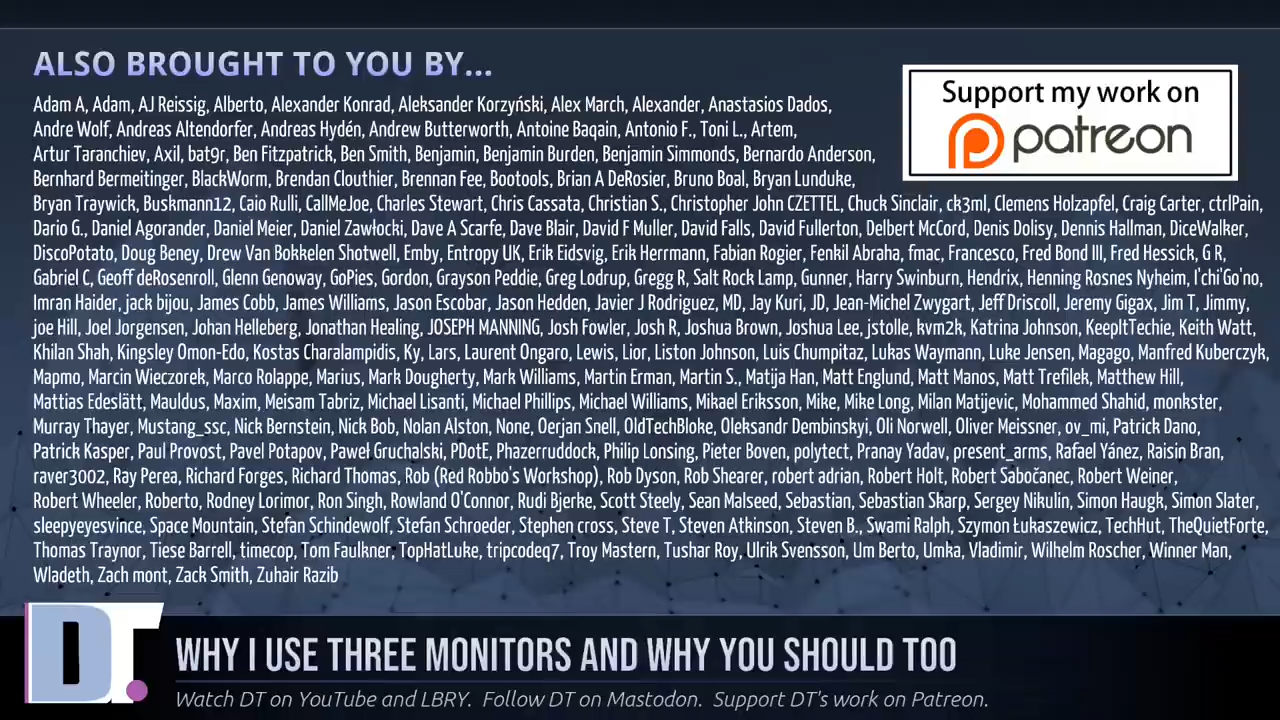 ALSO BROUGHT TO YOU BY...
Adam A, Adam, AJ Reissig, Alberto, Alexander Konrad, Aleksander Korzyński, Alex March, Alexander, Anastasios Dados,
Andre Wolf, Andreas Altendorfer, Andreas Hydén, Andrew Butterworth, Antoine Baqain, Antonio F., Toni L., Artem,
Artur Taranchiev, Axil, bat9r, Ben Fitzpatrick, Ben Smith, Benjamin, Benjamin Burden, Benjamin Simmonds, Bernardo Anderson,
Bernhard Bermeitinger, BlackWorm, Brendan Clouthier, Brennan Fee, Bootools, Brian A DeRosier, Bruno Boal, Bryan Lunduke,
Bryan Traywick, Buskmann12, Caio Rulli, CallMeJoe, Charles Stewart, Chris Cassata, Christian S., Christopher John CZETTEL, Chuck Sinclair, ck3ml, Clemens Holzapfel, Craig Carter, ctrlPain,
Dario G., Daniel Agorander, Daniel Meier, Daniel Zawłocki, Dave A Scarfe, Dave Blair, David F Muller, David Falls, David Fullerton, Delbert McCord, Denis Dolisy, Dennis Hallman, DiceWalker,
DiscoPotato, Doug Beney, Drew Van Bokkelen Shotwell, Emby, Entropy UK, Erik Eidsvig, Erik Herrmann, Fabian Rogier, Fenkil Abraha, fmac, Francesco, Fred Bond III, Fred Hessick, G R,
Gabriel C, Geoff deRosenroll, Glenn Genoway, GoPies, Gordon, Grayson Peddie, Greg Lodrup, Gregg R, Salt Rock Lamp, Gunner, Harry Swinburn, Hendrix, Henning Rosnes Nyheim, I'chi'Go'no,
Imran Haider, jack bijou, James Cobb, James Williams, Jason Escobar, Jason Hedden, Javier J Rodriguez, MD, Jay Kuri, JD, Jean-Michel Zwygart, Jeff Driscoll, Jeremy Gigax, Jim T, Jimmy,
joe Hill, Joel Jorgensen, Johan Helleberg, Jonathan Healing, JOSEPH MANNING, Josh Fowler, Josh R, Joshua Brown, Joshua Lee, jstolle, kvm2k, Katrina Johnson, KeepItTechie, Keith Watt,
Khilan Shah, Kingsley Omon-Edo, Kostas Charalampidis, Ky, Lars, Laurent Ongaro, Lewis, Lior, Liston Johnson, Luis Chumpitaz, Lukas Waymann, Luke Jensen, Magago, Manfred Kuberczyk,
Mapmo, Marcin Wieczorek, Marco Rolappe, Marius, Mark Dougherty, Mark Williams, Martin Erman, Martin S., Matija Han, Matt Englund, Matt Manos, Matt Trefilek, Matthew Hill,
Mattias Edeslätt, Mauldus, Maxim, Meisam Tabriz, Michael Lisanti, Michael Phillips, Michael Williams, Mikael Eriksson, Mike, Mike Long, Milan Matijevic, Mohammed Shahid, monkster,
Murray Thayer, Mustang_ssc, Nick Bernstein, Nick Bob, Nolan Alston, None, Oerjan Snell, OldTechBloke, Oleksandr Dembinskyi, Oli Norwell, Oliver Meissner, ov_mi, Patrick Dano,
Patrick Kasper, Paul Provost, Pavel Potapov, Paweł Gruchalski, PDotE, Phazerruddock, Philip Lonsing, Pieter Boven, polytect, Pranay Yadav, present_arms, Rafael Yánez, Raisin Bran,
raver3002, Ray Perea, Richard Forges, Richard Thomas, Rob (Red Robbo's Workshop), Rob Dyson, Rob Shearer, robert adrian, Robert Holt, Robert Sabočanec, Robert Weiner,
Robert Wheeler, Roberto, Rodney Lorimor, Ron Singh, Rowland O'Connor, Rudi Bjerke, Scott Steely, Sean Malseed, Sebastian, Sebastian Skarp, Sergey Nikulin, Simon Haugk, Simon Slater,
sleepyeyesvince, Space Mountain, Stefan Schindewolf, Stefan Schroeder, Stephen cross, Steve T, Steven Atkinson, Steven B., Swami Ralph, Szymon Łukaszewicz, TechHut, TheQuietForte,
Thomas Traynor, Tiese Barrell, timecop, Tom Faulkner, TopHatLuke, tripcodeq7, Troy Mastern, Tushar Roy, Ulrik Svensson, Um Berto, Umka, Vladimir, Wilhelm Roscher, Winner Man,
Wladeth, Zach mont, Zack Smith, Zuhair Razib
Support my work on
patreon
DT.
WHY I USE THREE MONITORS AND WHY YOU SHOULD TOO
Watch DT on YouTube and LBRY. Follow DT on Mastodon. Support DT's work on Patreon.